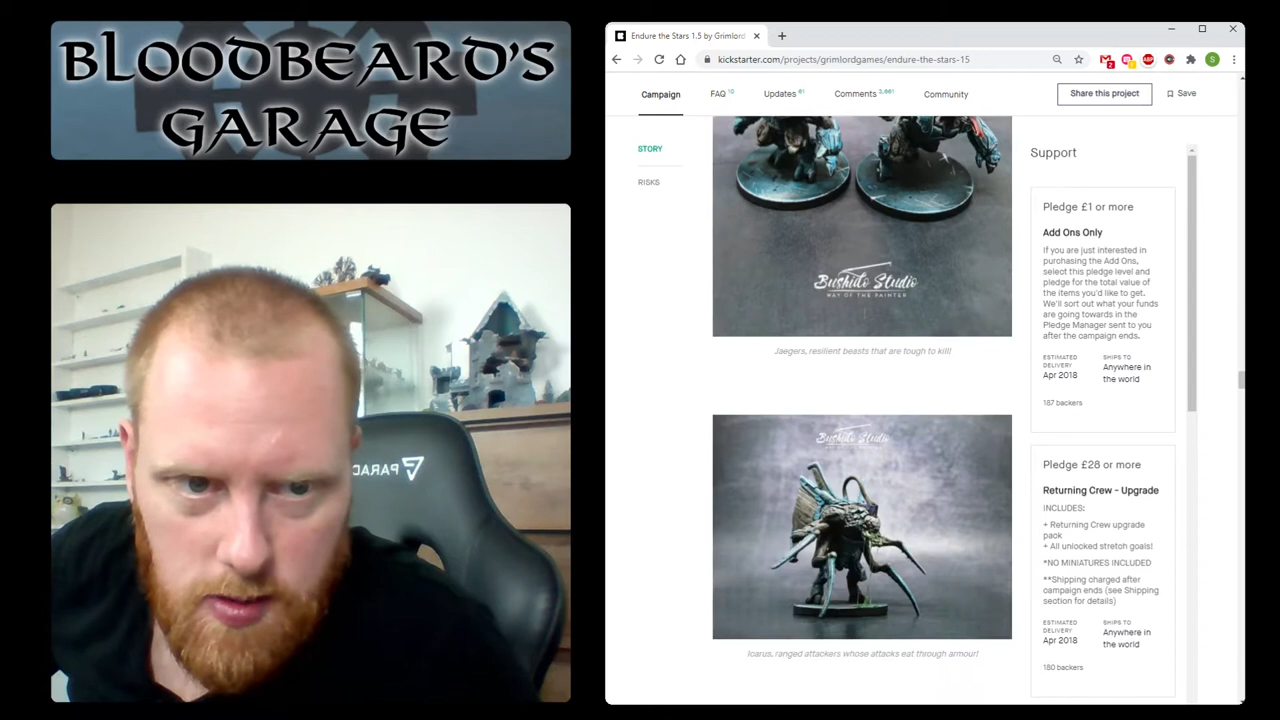 BLOODBEARD'S
GARAGE
PARAD
Endure the Stars 1.5 by Grimlord
kickstarter.com/projects/grimlordgames/endure-the-stars-15
S
Campaign
FAQ 10
Updates 61
Comments 3,681
Community
Share this project
Save
STORY
RISKS
Bushido Studio
WAY OF THE PAINTER
Jaegers, resilient beasts that are tough to kill!
Bushido Studio
Icarus, ranged attackers whose attacks eat through armour!
Support
Pledge £1 or more
Add Ons Only
If you are just interested in
purchasing the Add Ons,
select this pledge level and
pledge for the total value of
the items you'd like to get.
We'll sort out what your funds
are going towards in the
Pledge Manager sent to you
after the campaign ends.
ESTIMATED
DELIVERY
Apr 2018
SHIPS TO
Anywhere in
the world
187 backers
Pledge £28 or more
Returning Crew - Upgrade
INCLUDES:
+ Returning Crew upgrade
pack
+ All unlocked stretch goals!
*NO MINIATURES INCLUDED
**Shipping charged after
campaign ends (see Shipping
section for details)
ESTIMATED
DELIVERY
Apr 2018
SHIPS TO
Anywhere in
the world
180 backers